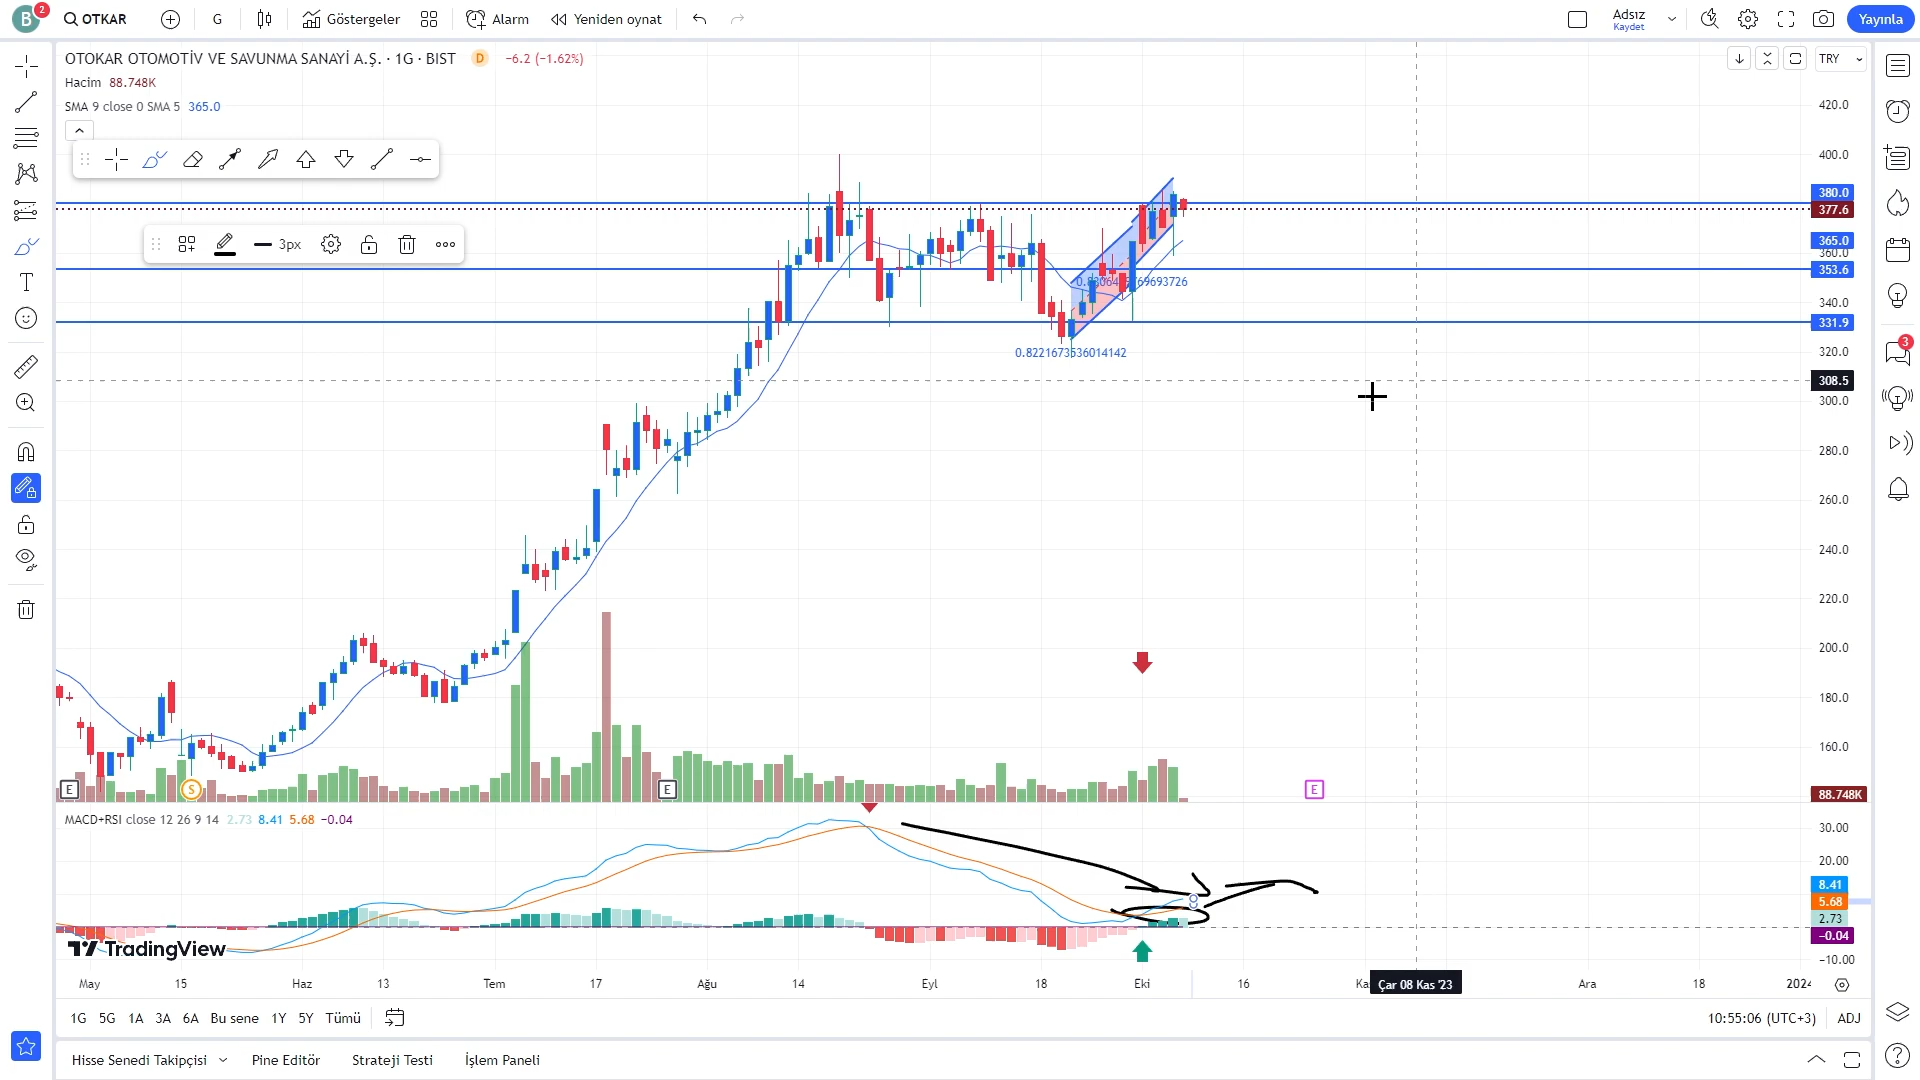 B 2 OTKAR G Göstergeler Alarm Yeniden oynat Adsız Kaydet Yayınla
OTOKAR OTOMOTİV VE SAVUNMA SANAYİ A.Ş. · 1G · BIST D −6.2 (−1.62%) TRY
Hacim 88.748K
SMA 9 close 0 SMA 5 365.0
3px
420.0
400.0
380.0
377.6
365.0
360.0
353.6
340.0
331.9
320.0
308.5
300.0
280.0
260.0
240.0
220.0
200.0
180.0
160.0
88.748K
0.8221673536014142
E S E E
3
MACD+RSI close 12 26 9 14 2.73 8.41 5.68 −0.04
30.00
20.00
8.41
5.68
2.73
−0.04
−10.00
TradingView
May 15 Haz 13 Tem 17 Ağu 14 Eyl 18 Eki 16 Ka Çar 08 Kas '23 Ara 18 2024
1G 5G 1A 3A 6A Bu sene 1Y 5Y Tümü 10:55:06 (UTC+3) ADJ
Hisse Senedi Takipçisi Pine Editör Strateji Testi İşlem Paneli